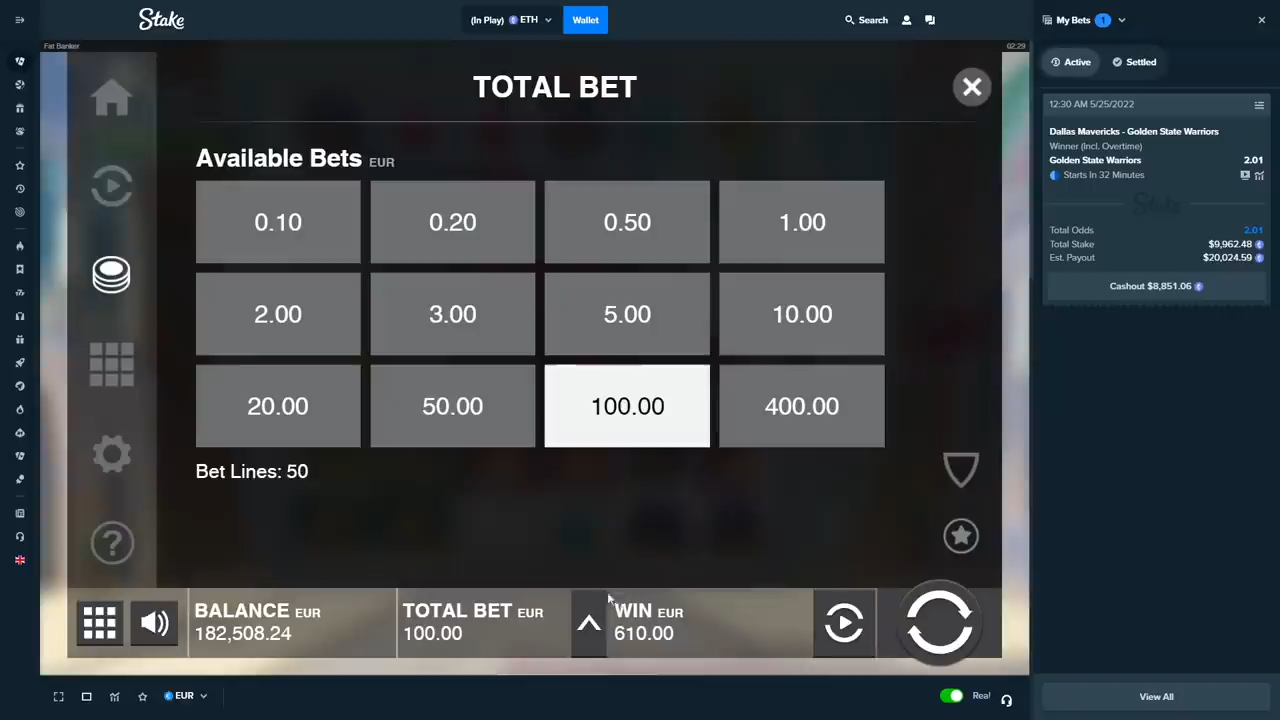 Stake
(In Play) ETH
Wallet
Search
My Bets 1
Fat Banker
02:29
Active
Settled
TOTAL BET
12:30 AM 5/25/2022
Dallas Mavericks - Golden State Warriors
Winner (Incl. Overtime)
Golden State Warriors 2.01
Starts In 32 Minutes
Stake
Total Odds 2.01
Total Stake $9,962.48
Est. Payout $20,024.59
Cashout $8,851.06
Available Bets EUR
0.10 0.20 0.50 1.00
2.00 3.00 5.00 10.00
20.00 50.00 100.00 400.00
Bet Lines: 50
?
BALANCE EUR
182,508.24
TOTAL BET EUR
100.00
WIN EUR
610.00
EUR
Real
View All